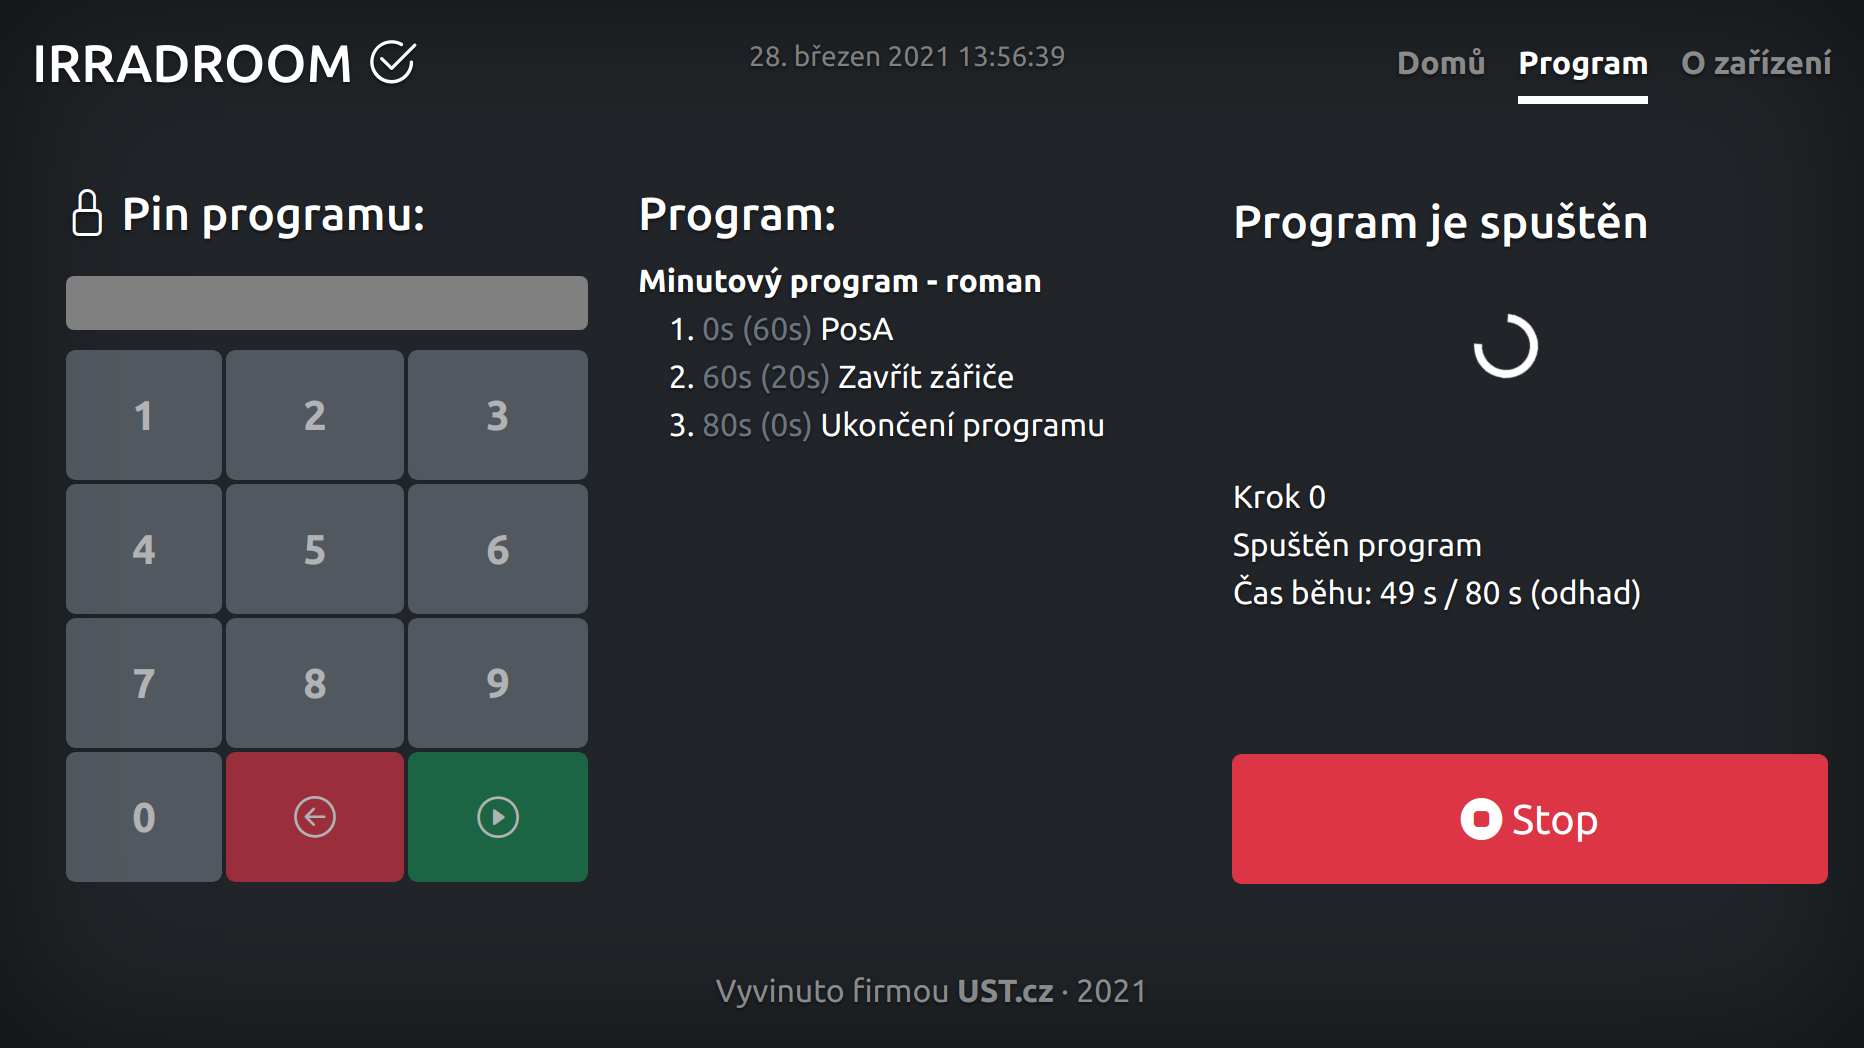 IRRADROOM
28. březen 2021 13:56:39
Domů Program O zařízení
Pin programu:
1 2 3
4 5 6
7 8 9
0
Program:
Minutový program - roman
1. 0s (60s) PosA
2. 60s (20s) Zavřít zářiče
3. 80s (0s) Ukončení programu
Program je spuštěn
Krok 0
Spuštěn program
Čas běhu: 49 s / 80 s (odhad)
Stop
Vyvinuto firmou UST.cz · 2021